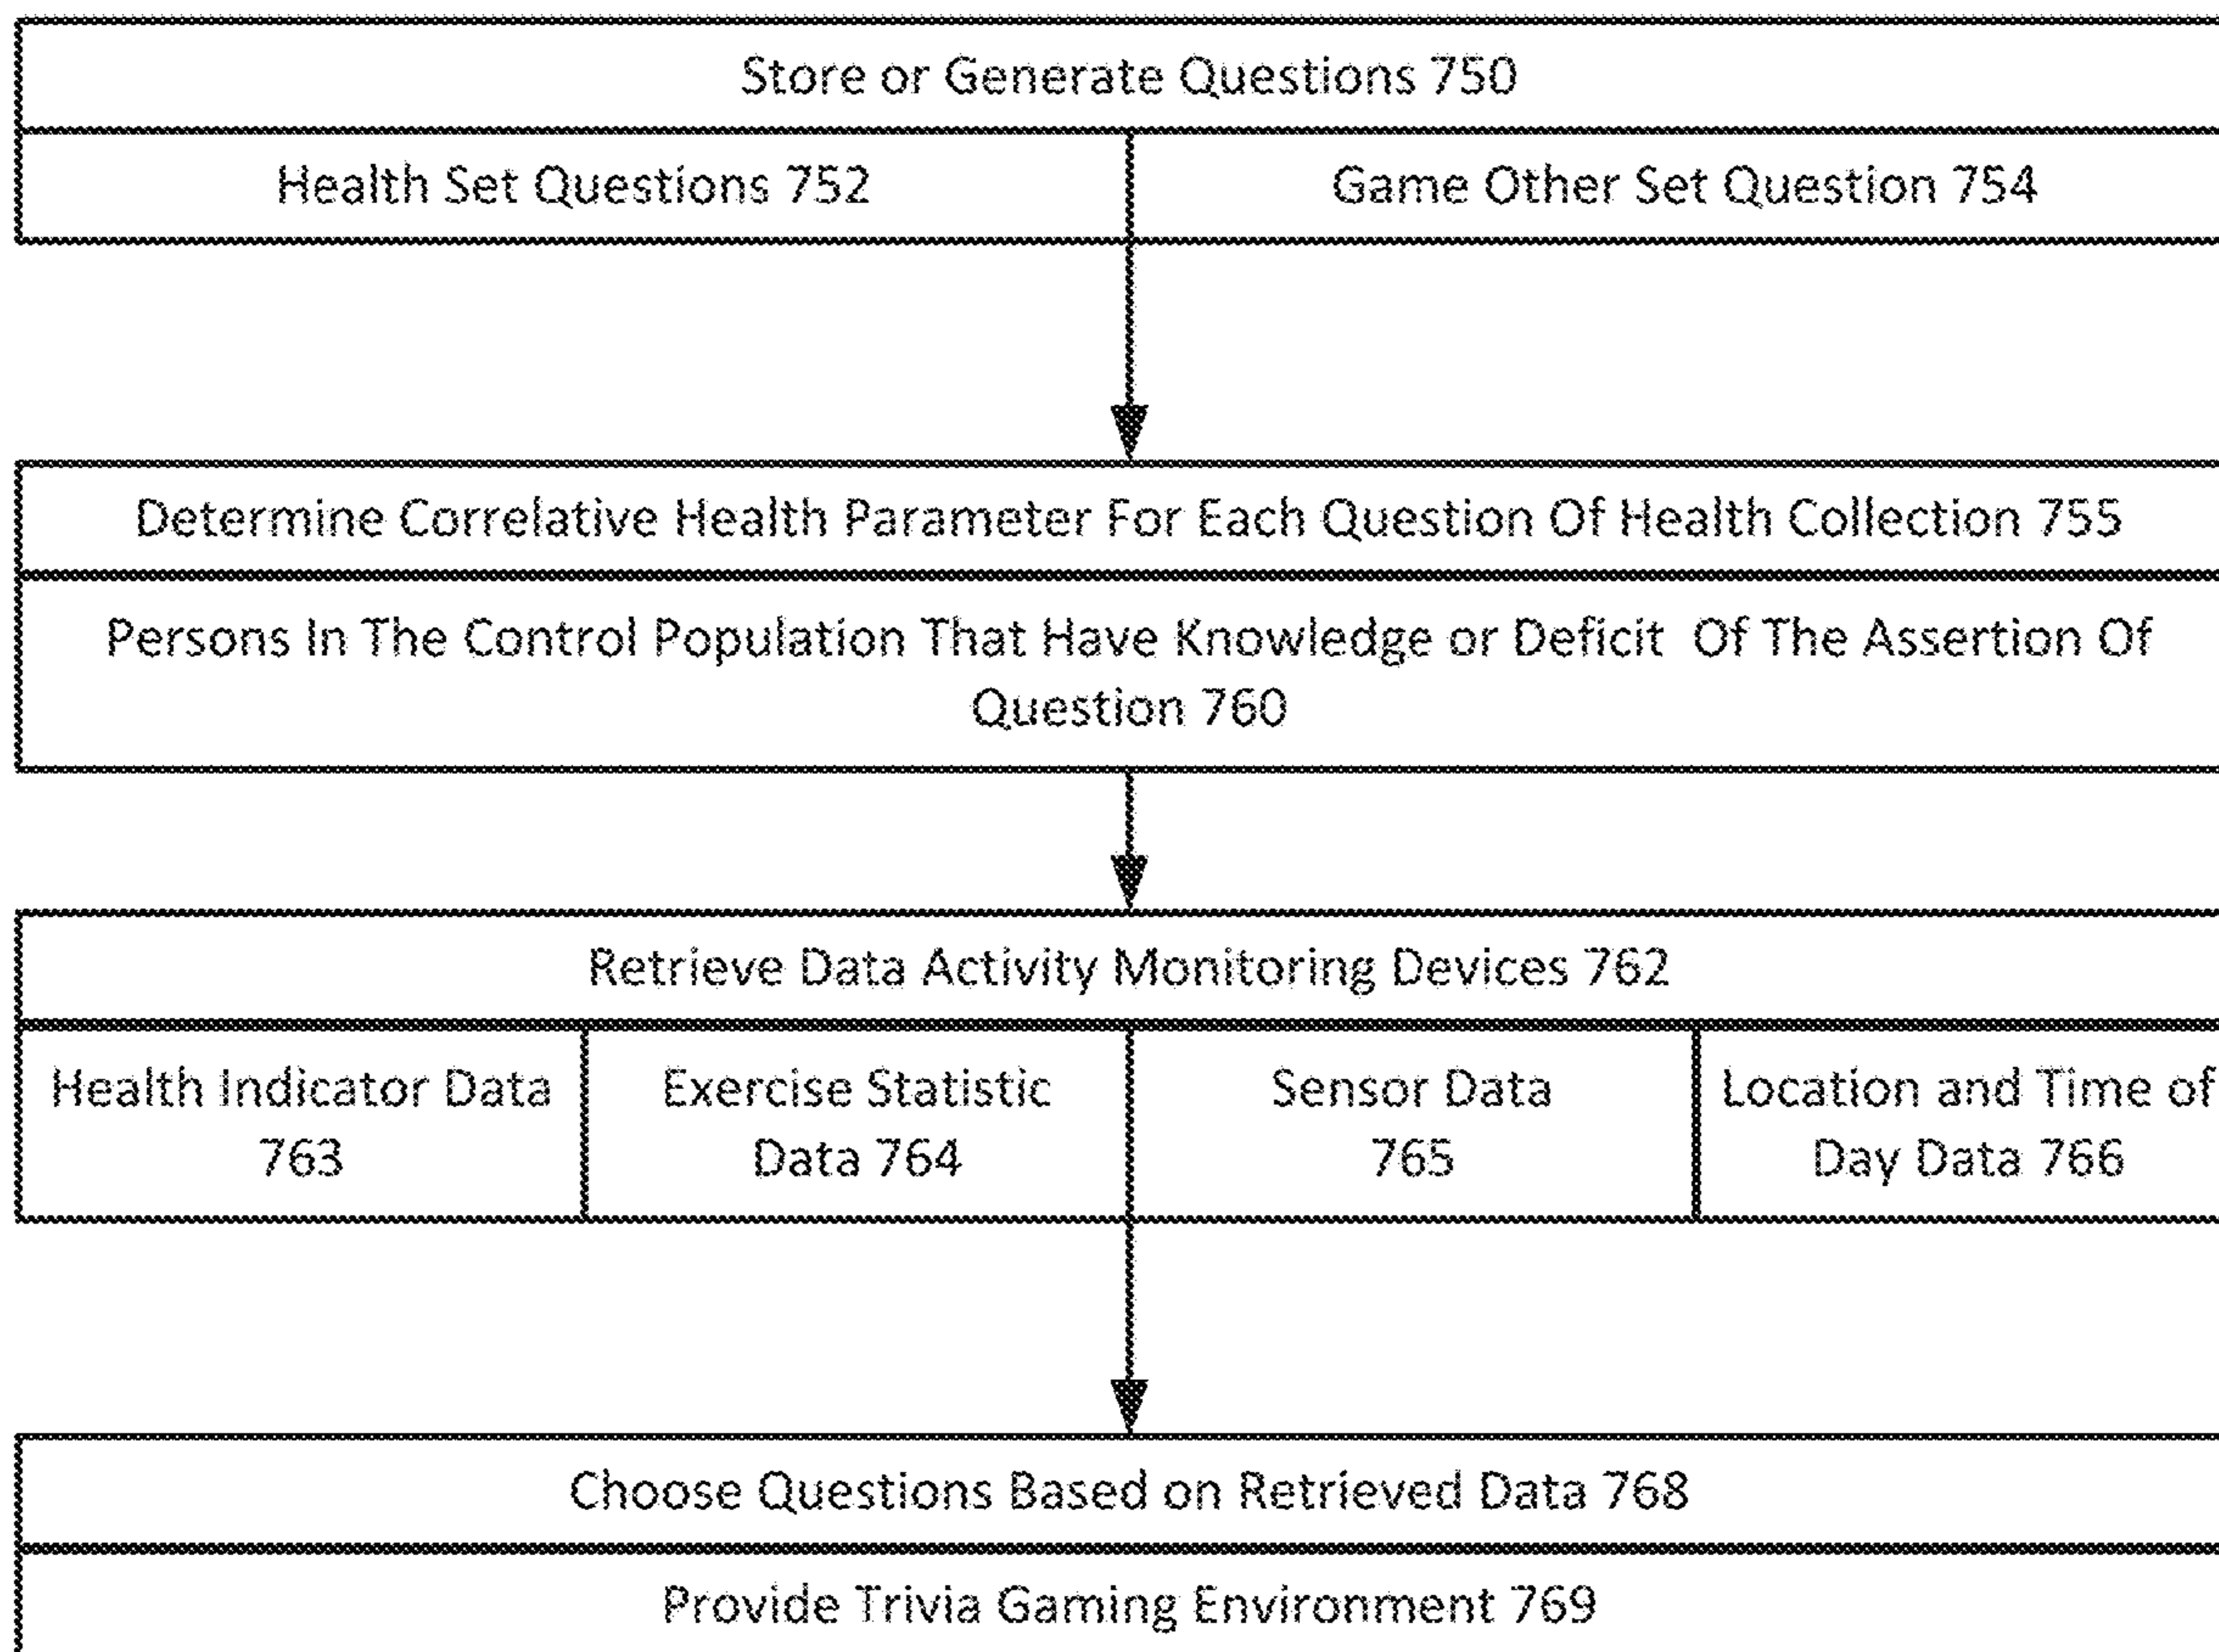 Store or Generate Questions 750
Health Set Questions 752
Game Other Set Question 754
Determine Correlative Health Parameter For Each Question Of Health Collection 755
Persons In The Control Population That Have Knowledge or Deficit Of The Assertion Of
Question 760
Retrieve Data Activity Monitoring Devices 762
Health Indicator Data
763
Exercise Statistic
Data 764
Sensor Data
765
Location and Time of
Day Data 766
Choose Questions Based on Retrieved Data 768
Provide Trivia Gaming Environment 769